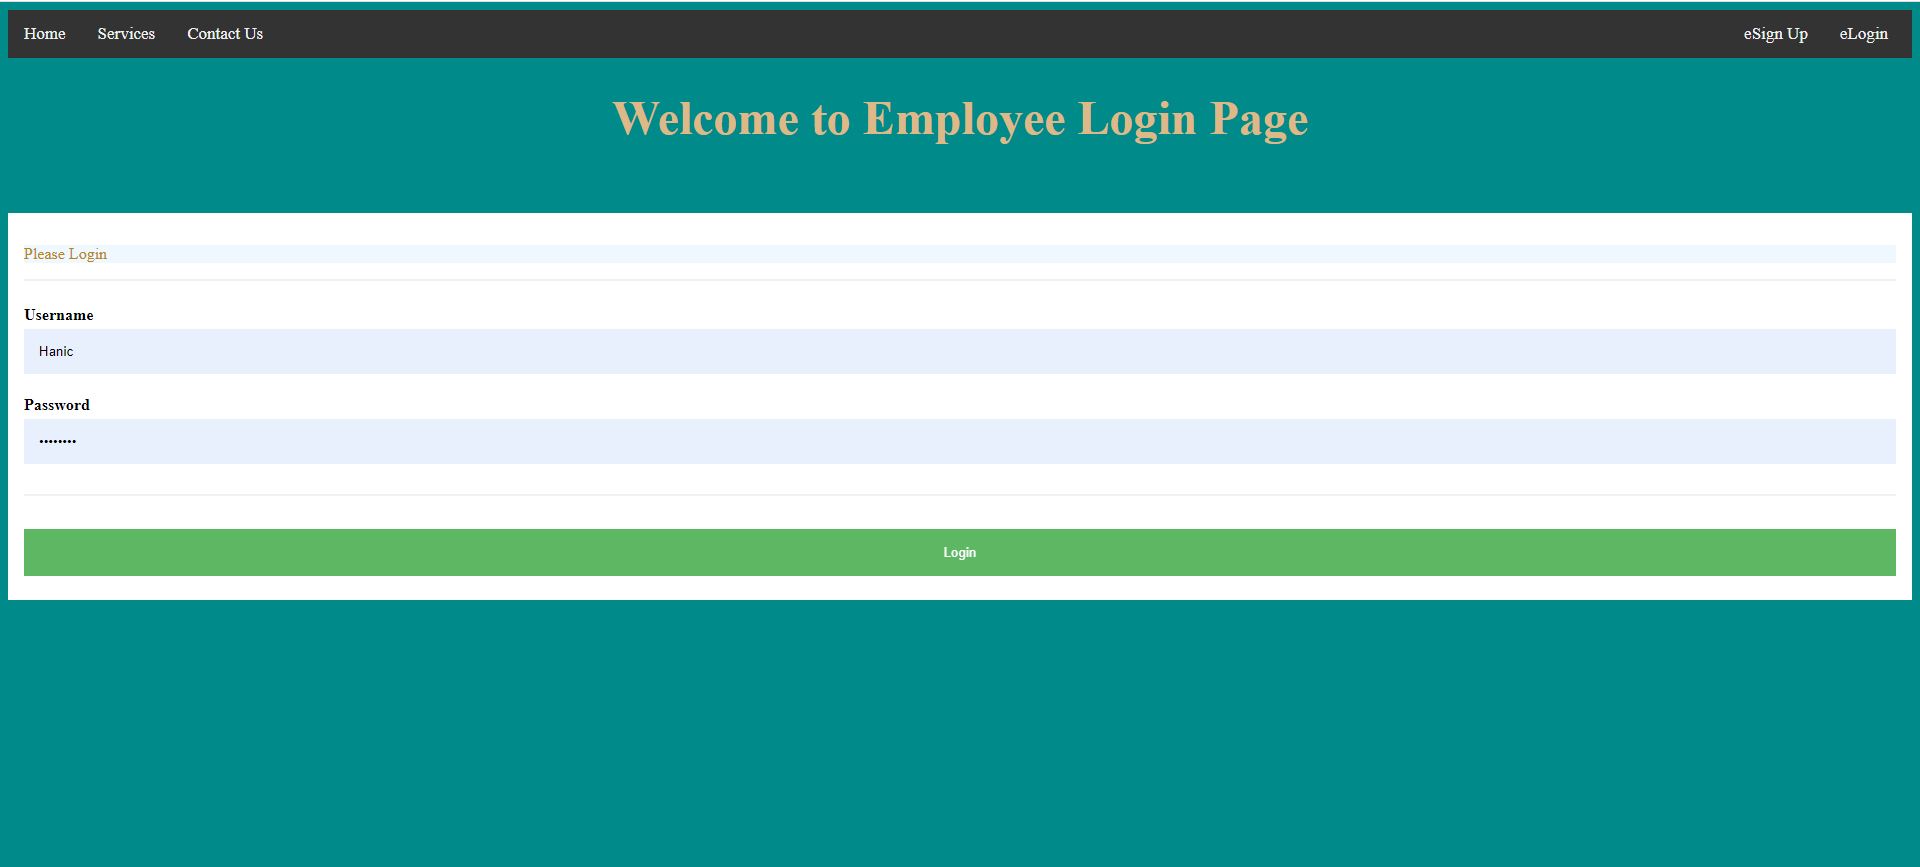 Home Services Contact Us eSign Up eLogin
Welcome to Employee Login Page
Please Login
Username
Hanic
Password
••••••••
Login